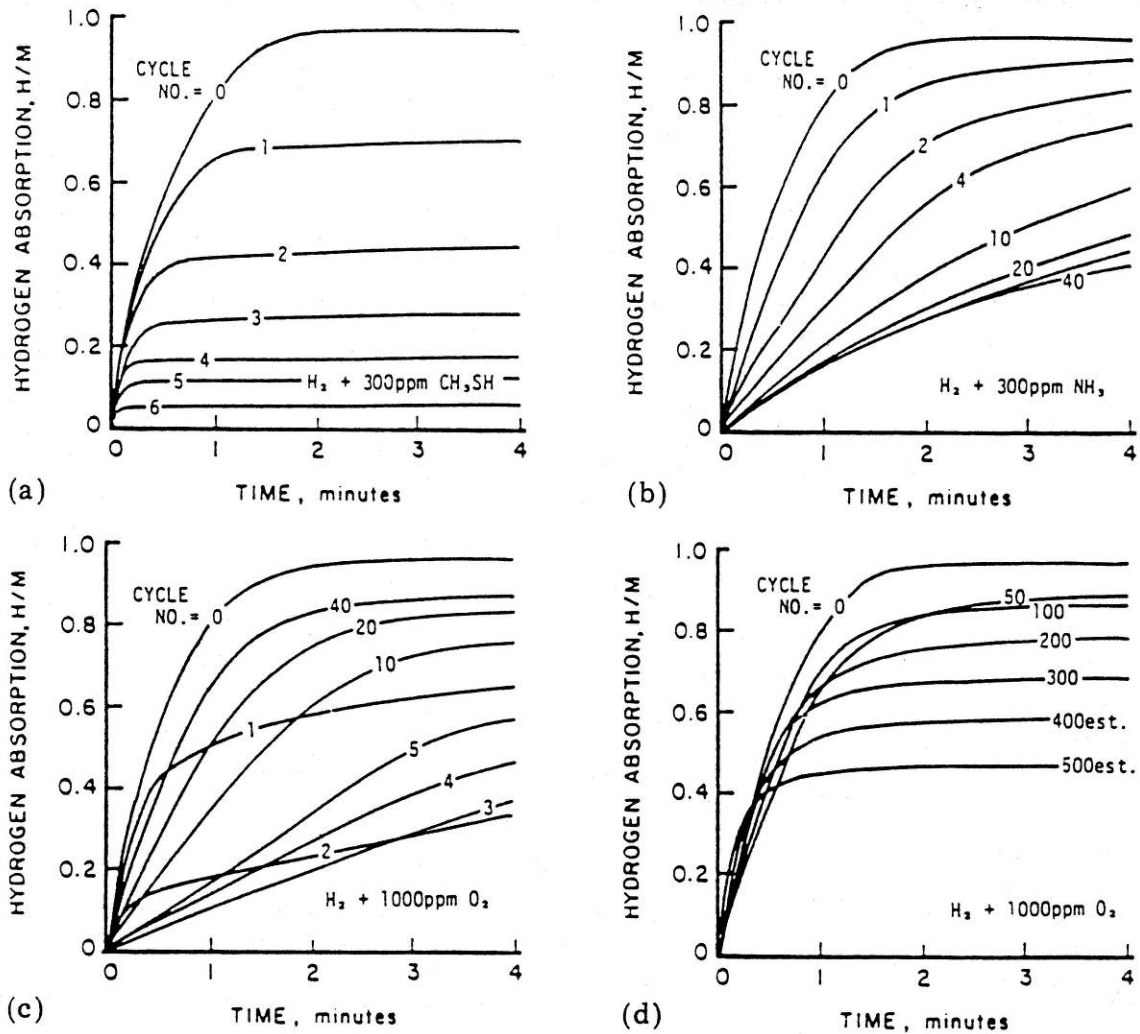 HYDROGEN ABSORPTION, H/M
1.0
0.8
0.6
0.4
0.2
0
CYCLE
NO.= 0
1
2
3
4
5
6
H₂ + 300ppm CH₃SH
0 1 2 3 4
TIME, minutes
(a)
HYDROGEN ABSORPTION, H/M
1.0
0.8
0.6
0.4
0.2
0
CYCLE
NO.= 0
1
2
4
10
20
40
H₂ + 300ppm NH₃
0 1 2 3 4
TIME, minutes
(b)
HYDROGEN ABSORPTION, H/M
1.0
0.8
0.6
0.4
0.2
0
CYCLE
NO.= 0
40
20
10
1
5
4
3
2
H₂ + 1000ppm O₂
0 1 2 3 4
TIME, minutes
(c)
HYDROGEN ABSORPTION, H/M
1.0
0.8
0.6
0.4
0.2
0
CYCLE
NO.= 0
50
100
200
300
400est.
500est.
H₂ + 1000ppm O₂
0 1 2 3 4
TIME, minutes
(d)